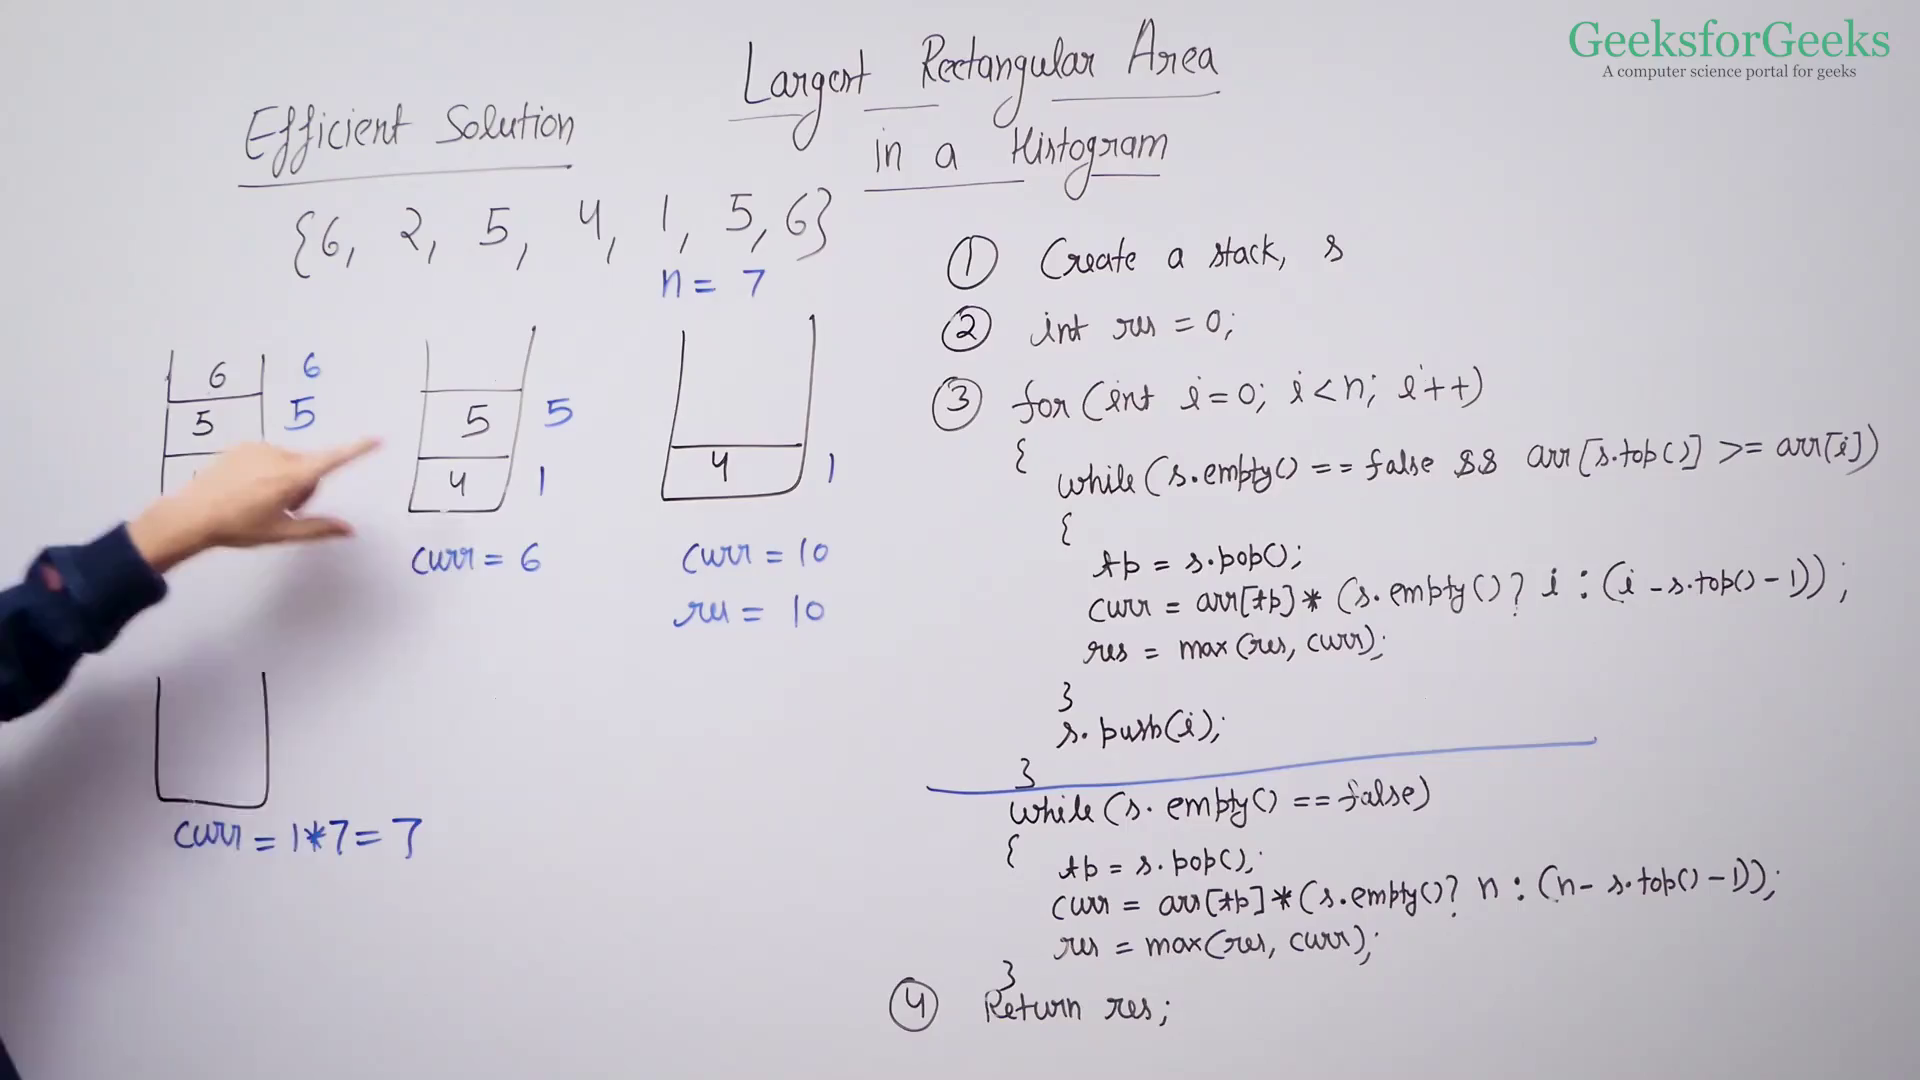 GeeksforGeeks
A computer science portal for geeks
Largest Rectangular Area
in a Histogram
Efficient Solution
{6, 2, 5, 4, 1, 5, 6}
n = 7
6 6
5 5
5 5
4 1
curr = 6
4 1
curr = 10
res = 10
curr = 1*7 = 7
① Create a stack, s
② int res = 0;
③ for (int i=0; i<n; i++)
{
while (s.empty() == false && arr[s.top()] >= arr[i])
{
tp = s.pop();
curr = arr[tp] * (s.empty() ? i : (i - s.top() - 1));
res = max(res, curr);
}
s.push(i);
}
while (s.empty() == false)
{
tp = s.pop();
curr = arr[tp]*(s.empty()? n : (n- s.top() -1));
res = max(res, curr);
}
④ Return res;